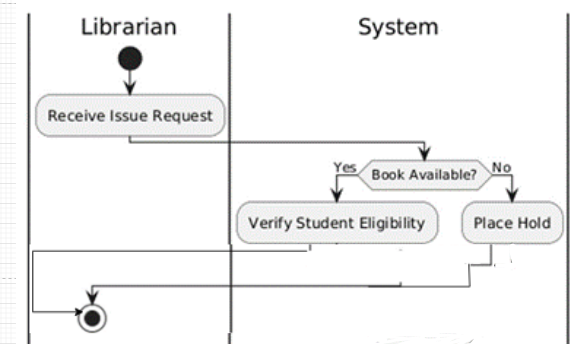 Librarian
System
Receive Issue Request
Book Available?
Yes
No
Verify Student Eligibility
Place Hold